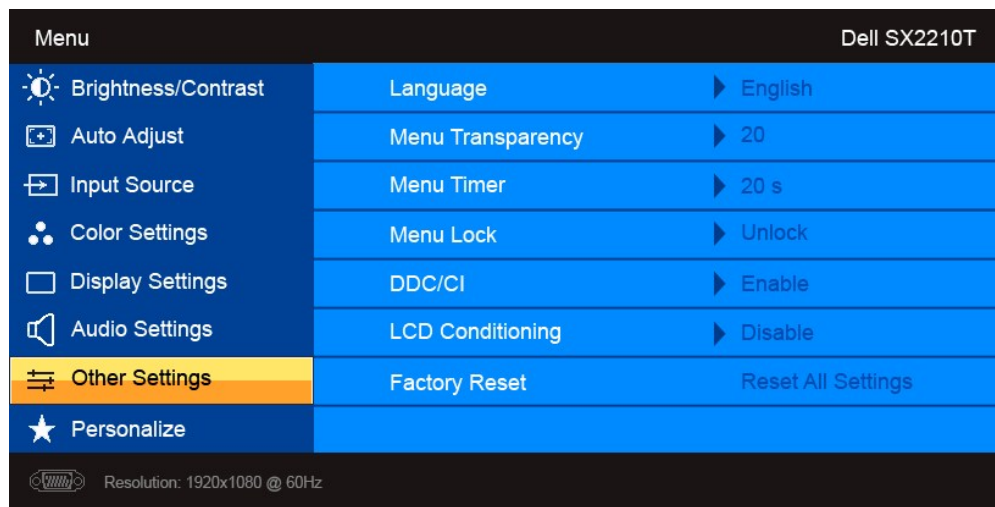 Menu Dell SX2210T
Brightness/Contrast Language English
Auto Adjust Menu Transparency 20
Input Source Menu Timer 20 s
Color Settings Menu Lock Unlock
Display Settings DDC/CI Enable
Audio Settings LCD Conditioning Disable
Other Settings Factory Reset Reset All Settings
Personalize
Resolution: 1920x1080 @ 60Hz